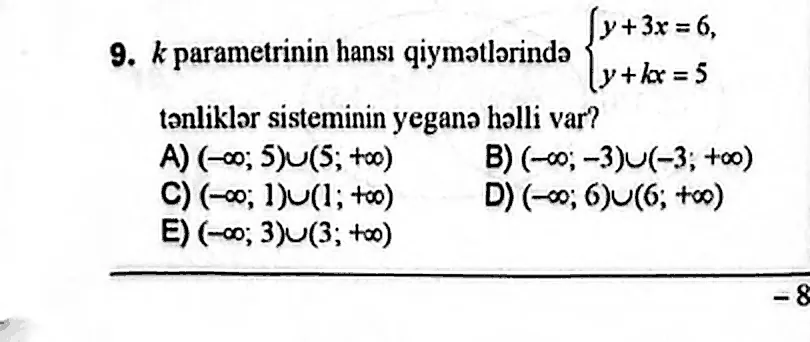 9. k parametrinin hansı qiymətlərində {y + 3x = 6,
y + kx = 5
tənliklər sisteminin yeganə həlli var?
A) (–∞; 5)∪(5; +∞) B) (–∞; –3)∪(–3; +∞)
C) (–∞; 1)∪(1; +∞) D) (–∞; 6)∪(6; +∞)
E) (–∞; 3)∪(3; +∞)
– 8